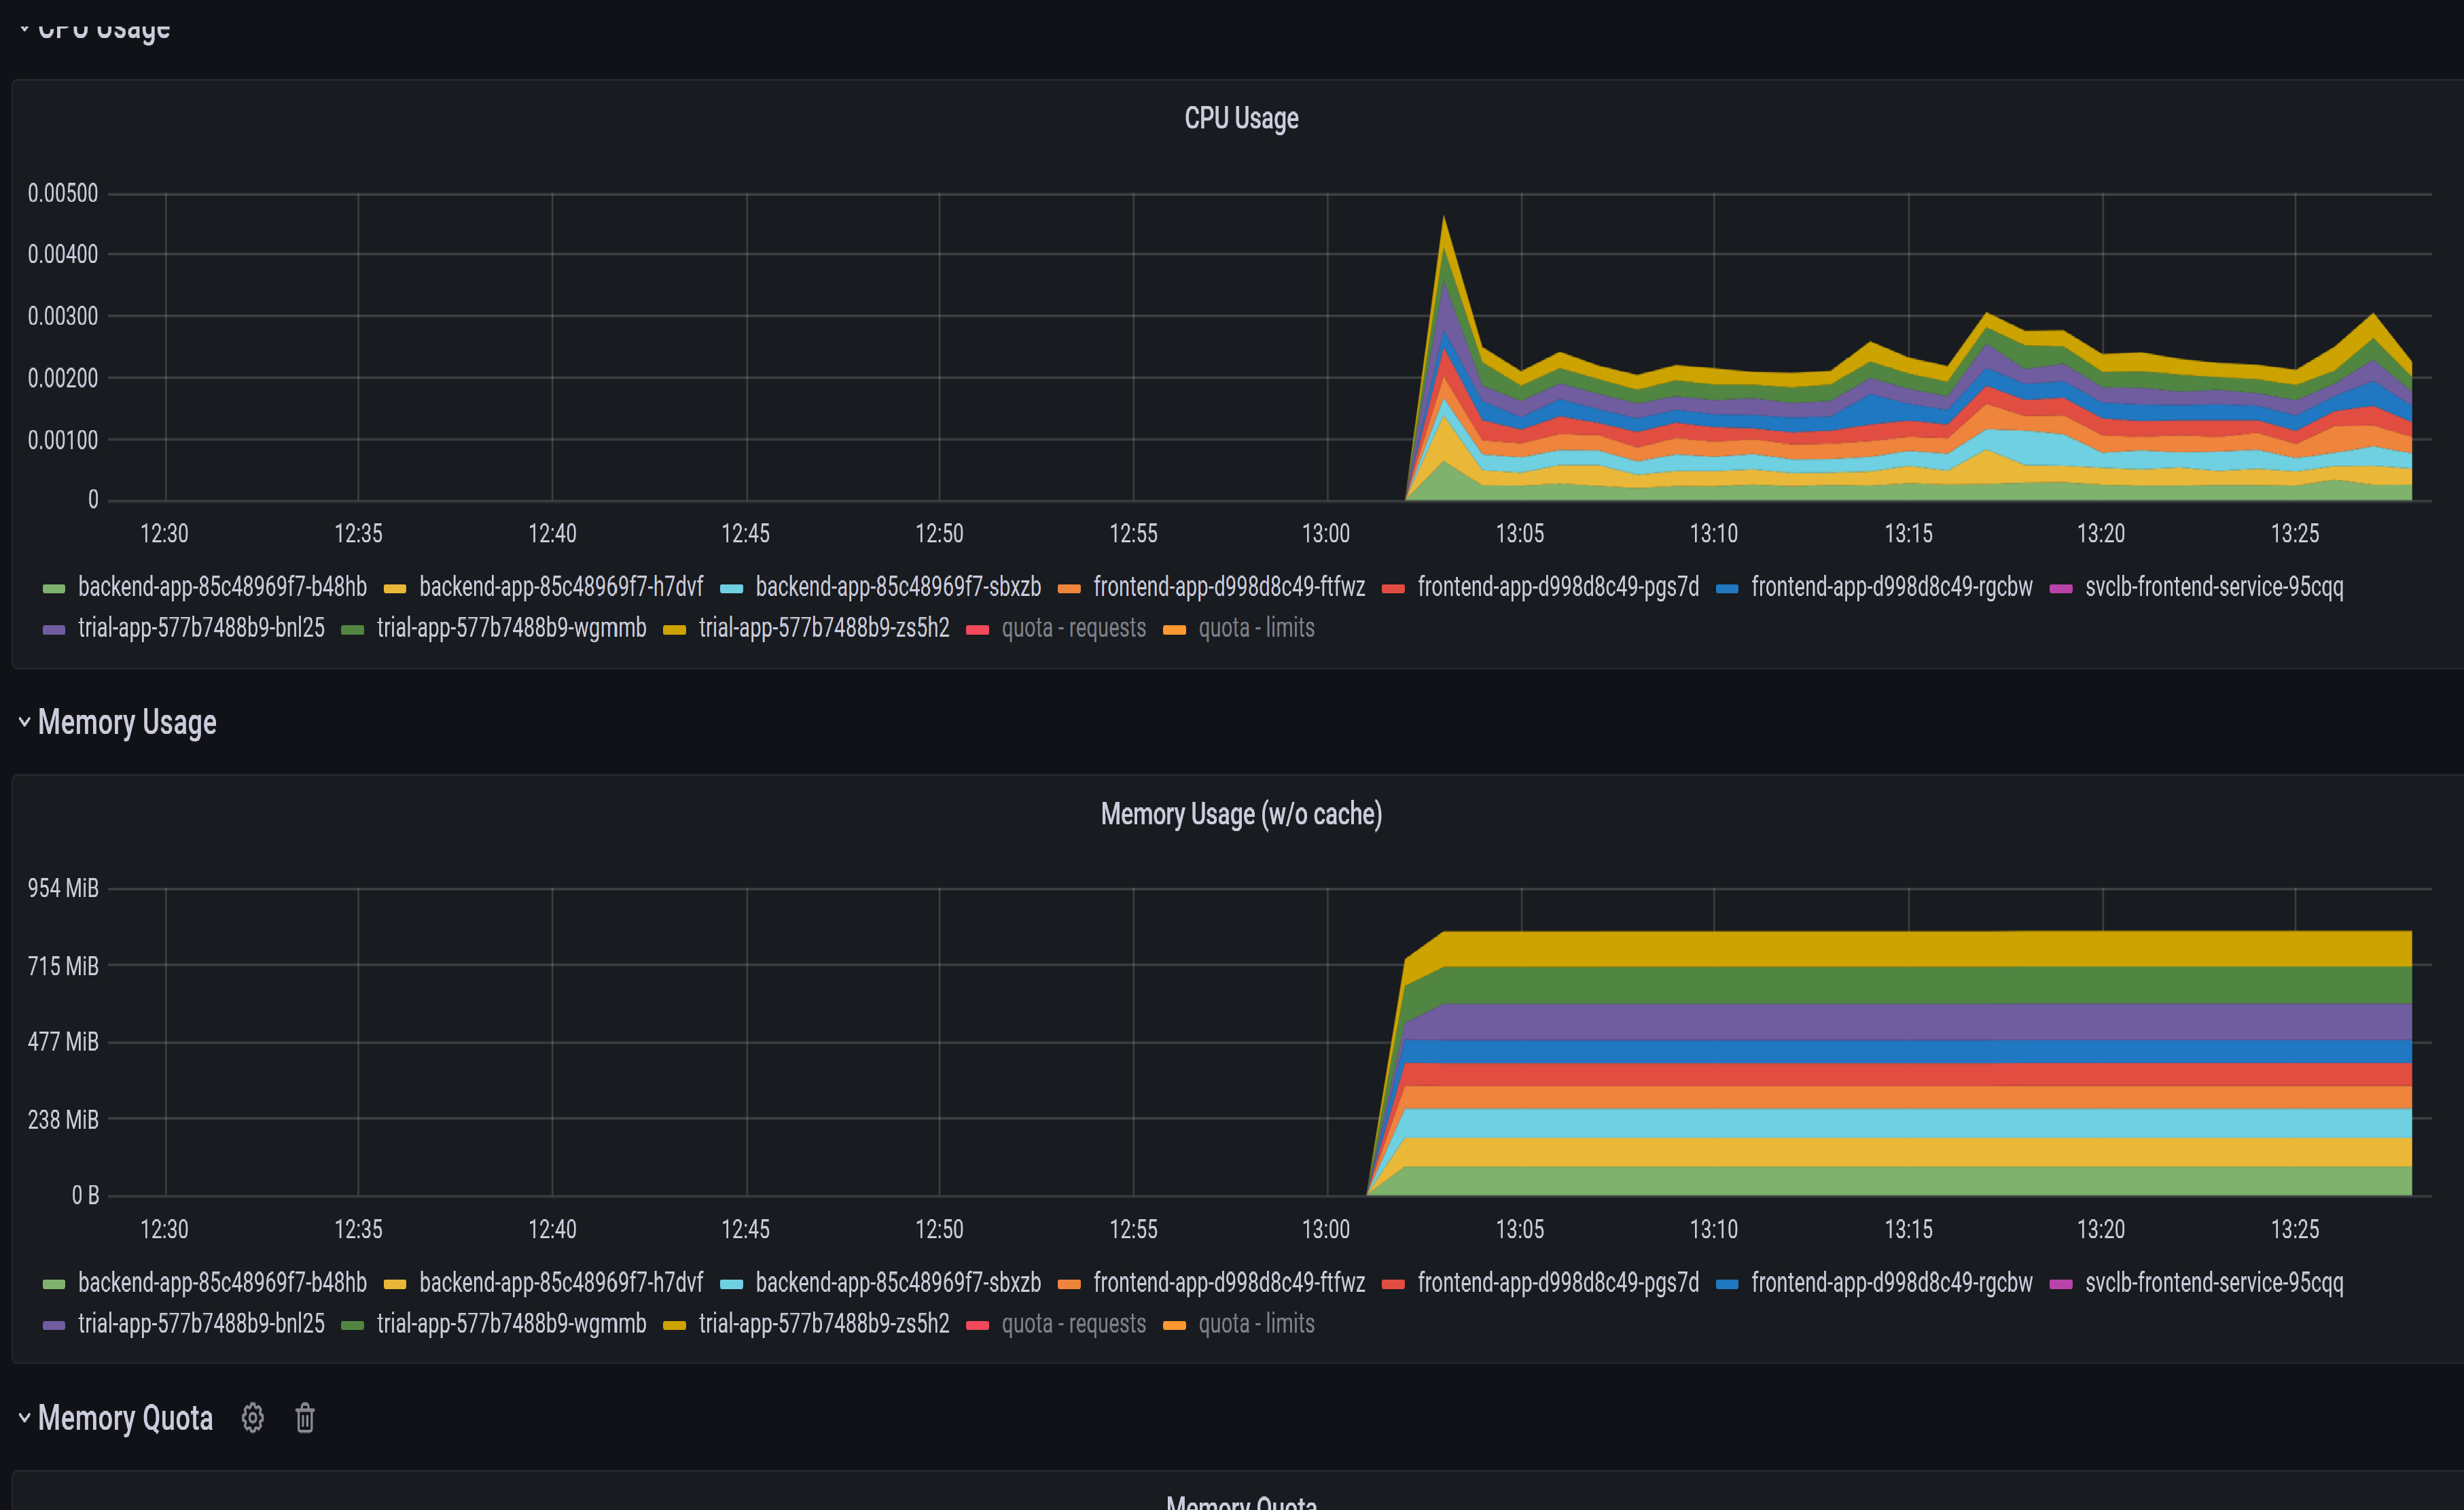 CPU Usage
CPU Usage
0.00500
0.00400
0.00300
0.00200
0.00100
0
12:30 12:35 12:40 12:45 12:50 12:55 13:00 13:05 13:10 13:15 13:20 13:25
backend-app-85c48969f7-b48hb backend-app-85c48969f7-h7dvf backend-app-85c48969f7-sbxzb frontend-app-d998d8c49-ftfwz frontend-app-d998d8c49-pgs7d frontend-app-d998d8c49-rgcbw svclb-frontend-service-95cqq
trial-app-577b7488b9-bnl25 trial-app-577b7488b9-wgmmb trial-app-577b7488b9-zs5h2 quota - requests quota - limits
Memory Usage
Memory Usage (w/o cache)
954 MiB
715 MiB
477 MiB
238 MiB
0 B
12:30 12:35 12:40 12:45 12:50 12:55 13:00 13:05 13:10 13:15 13:20 13:25
backend-app-85c48969f7-b48hb backend-app-85c48969f7-h7dvf backend-app-85c48969f7-sbxzb frontend-app-d998d8c49-ftfwz frontend-app-d998d8c49-pgs7d frontend-app-d998d8c49-rgcbw svclb-frontend-service-95cqq
trial-app-577b7488b9-bnl25 trial-app-577b7488b9-wgmmb trial-app-577b7488b9-zs5h2 quota - requests quota - limits
Memory Quota
Memory Quota